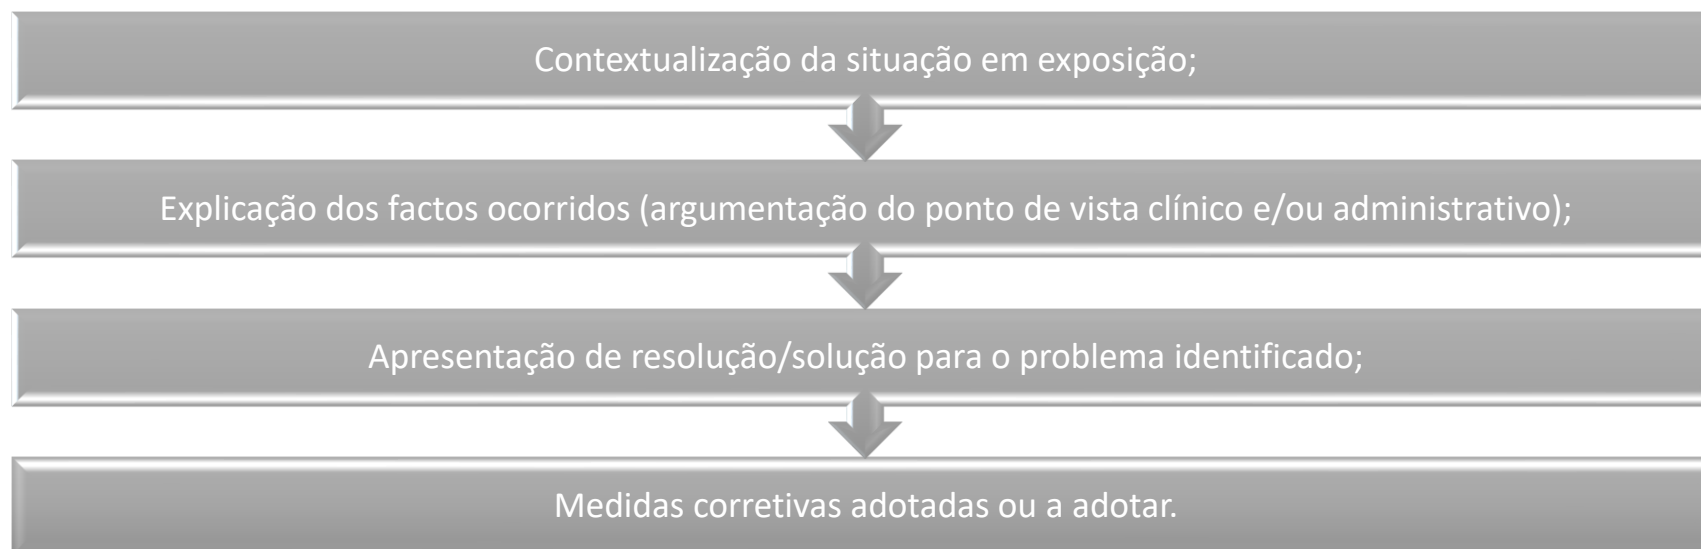 Contextualização da situação em exposição;
Explicação dos factos ocorridos (argumentação do ponto de vista clínico e/ou administrativo);
Apresentação de resolução/solução para o problema identificado;
Medidas corretivas adotadas ou a adotar.